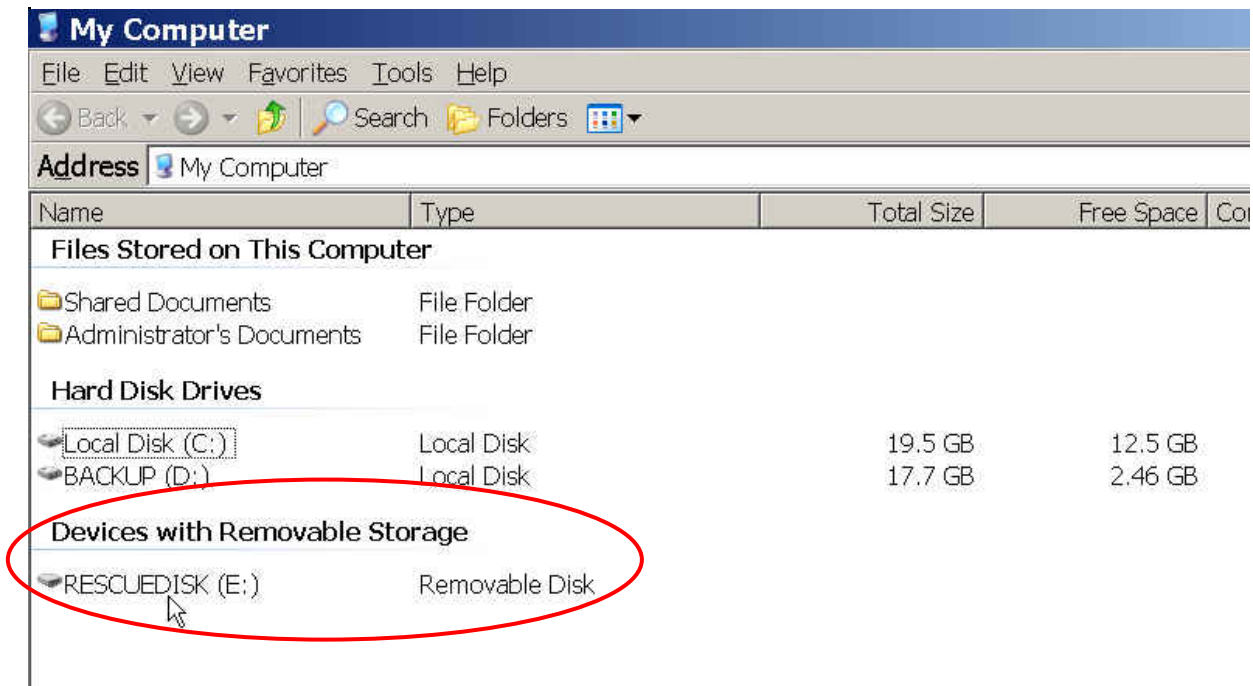 My Computer
File Edit View Favorites Tools Help
Back Search Folders
Address My Computer
Name Type Total Size Free Space
Files Stored on This Computer
Shared Documents File Folder
Administrator's Documents File Folder
Hard Disk Drives
Local Disk (C:) Local Disk 19.5 GB 12.5 GB
BACKUP (D:) Local Disk 17.7 GB 2.46 GB
Devices with Removable Storage
RESCUEDISK (E:) Removable Disk